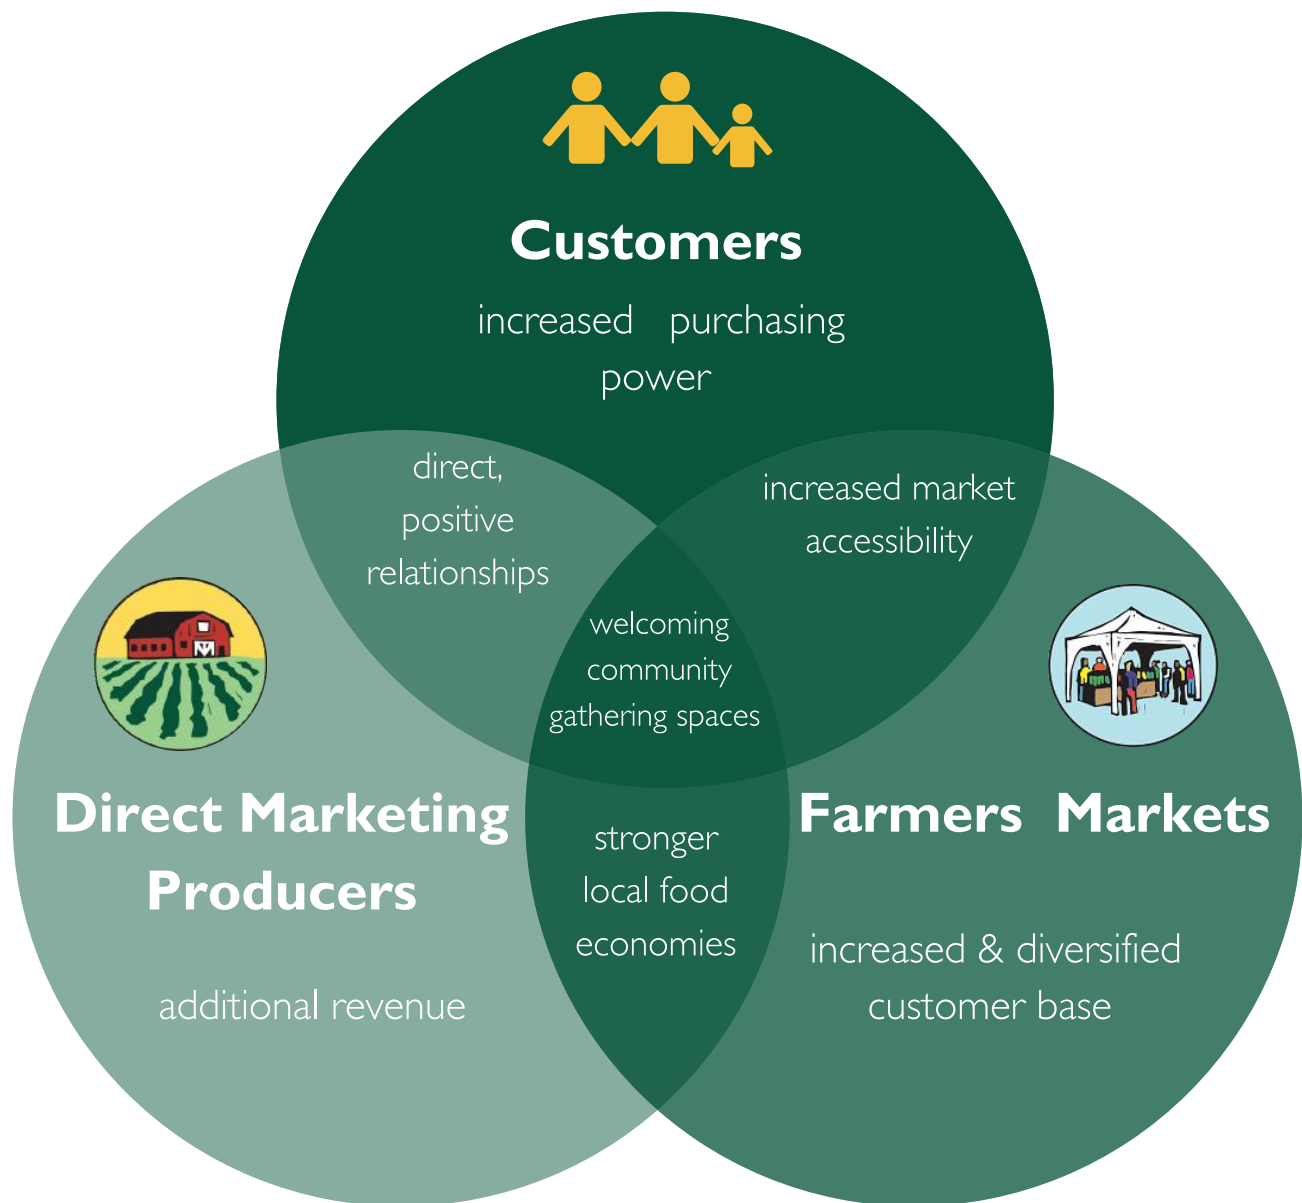 Customers
increased purchasing
power
direct,
positive
relationships
increased market
accessibility
welcoming
community
gathering spaces
Direct Marketing
Producers
additional revenue
stronger
local food
economies
Farmers Markets
increased & diversified
customer base